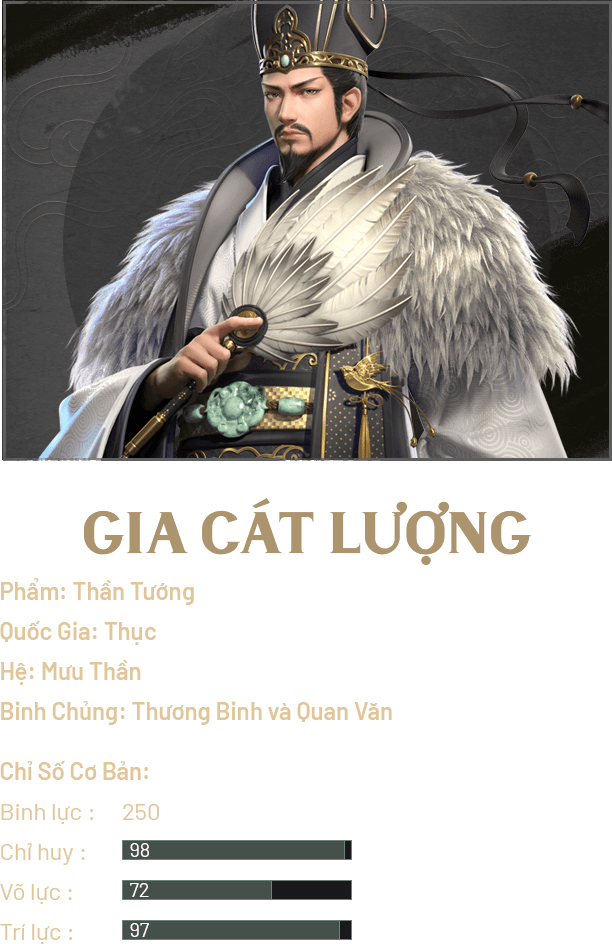 GIA CÁT LƯỢNG
Phẩm: Thần Tướng
Quốc Gia: Thục
Hệ: Mưu Thần
Binh Chủng: Thương Binh và Quan Văn
Chỉ Số Cơ Bản:
Binh lực : 250
Chỉ huy : 98
Võ lực : 72
Trí lực : 97